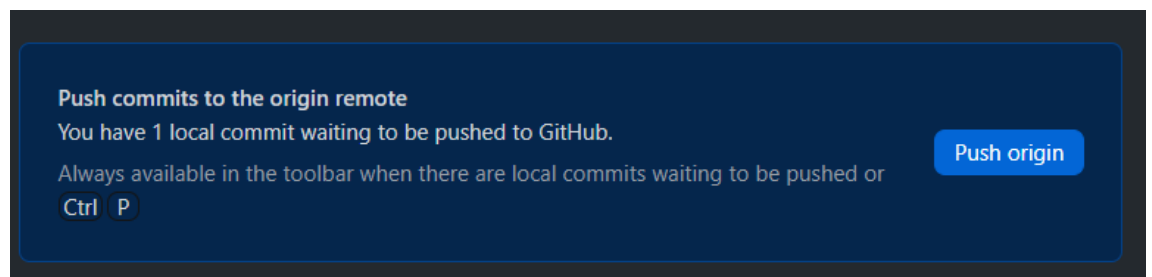 Push commits to the origin remote
You have 1 local commit waiting to be pushed to GitHub.
Push origin
Always available in the toolbar when there are local commits waiting to be pushed or
Ctrl P